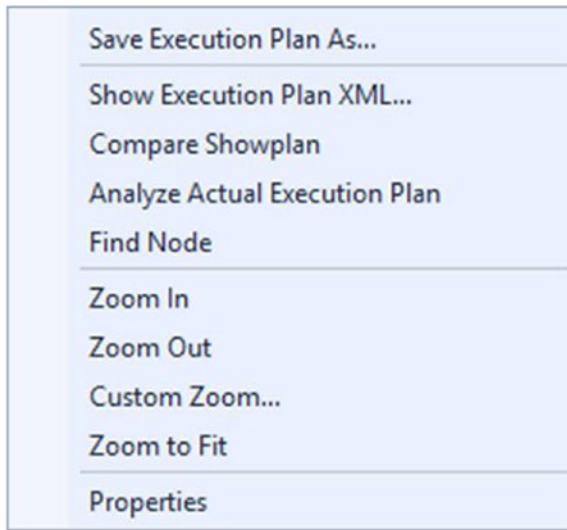 Save Execution Plan As...
Show Execution Plan XML...
Compare Showplan
Analyze Actual Execution Plan
Find Node
Zoom In
Zoom Out
Custom Zoom...
Zoom to Fit
Properties